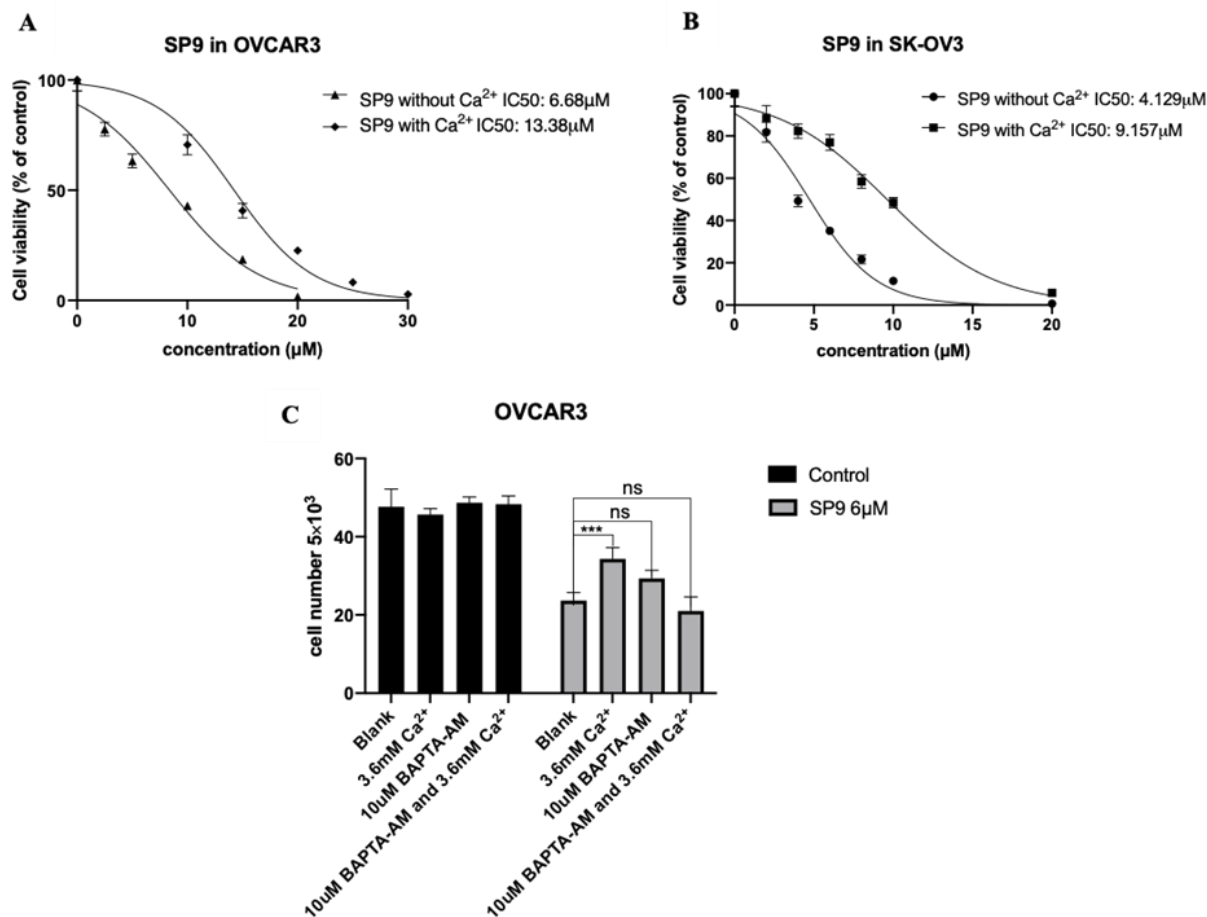 A
SP9 in OVCAR3
100
50
0
0
10
20
30
Cell viability (% of control)
concentration (μM)
SP9 without Ca²⁺ IC50: 6.68μM
SP9 with Ca²⁺ IC50: 13.38μM
B
SP9 in SK-OV3
100
80
60
40
20
0
0
5
10
15
20
Cell viability (% of control)
concentration (μM)
SP9 without Ca²⁺ IC50: 4.129μM
SP9 with Ca²⁺ IC50: 9.157μM
C
OVCAR3
60
40
20
0
cell number 5×10³
ns
ns
***
Control
SP9 6μM
Blank
3.6mM Ca²⁺
10uM BAPTA-AM
10uM BAPTA-AM and 3.6mM Ca²⁺
Blank
3.6mM Ca²⁺
10uM BAPTA-AM
10uM BAPTA-AM and 3.6mM Ca²⁺